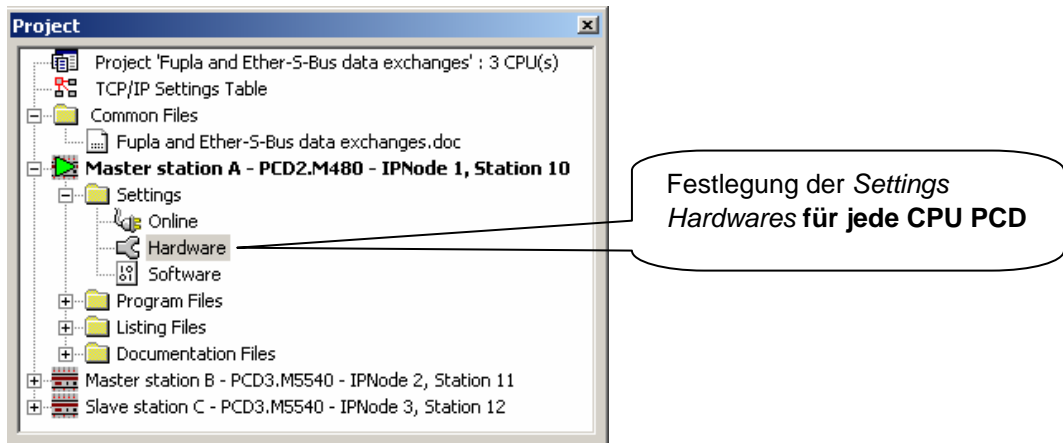 Project
Project 'Fupla and Ether-S-Bus data exchanges' : 3 CPU(s)
TCP/IP Settings Table
Common Files
Fupla and Ether-S-Bus data exchanges.doc
Master station A - PCD2.M480 - IPNode 1, Station 10
Settings
Online
Hardware
Software
Program Files
Listing Files
Documentation Files
Master station B - PCD3.M5540 - IPNode 2, Station 11
Slave station C - PCD3.M5540 - IPNode 3, Station 12
Festlegung der Settings
Hardwares für jede CPU PCD